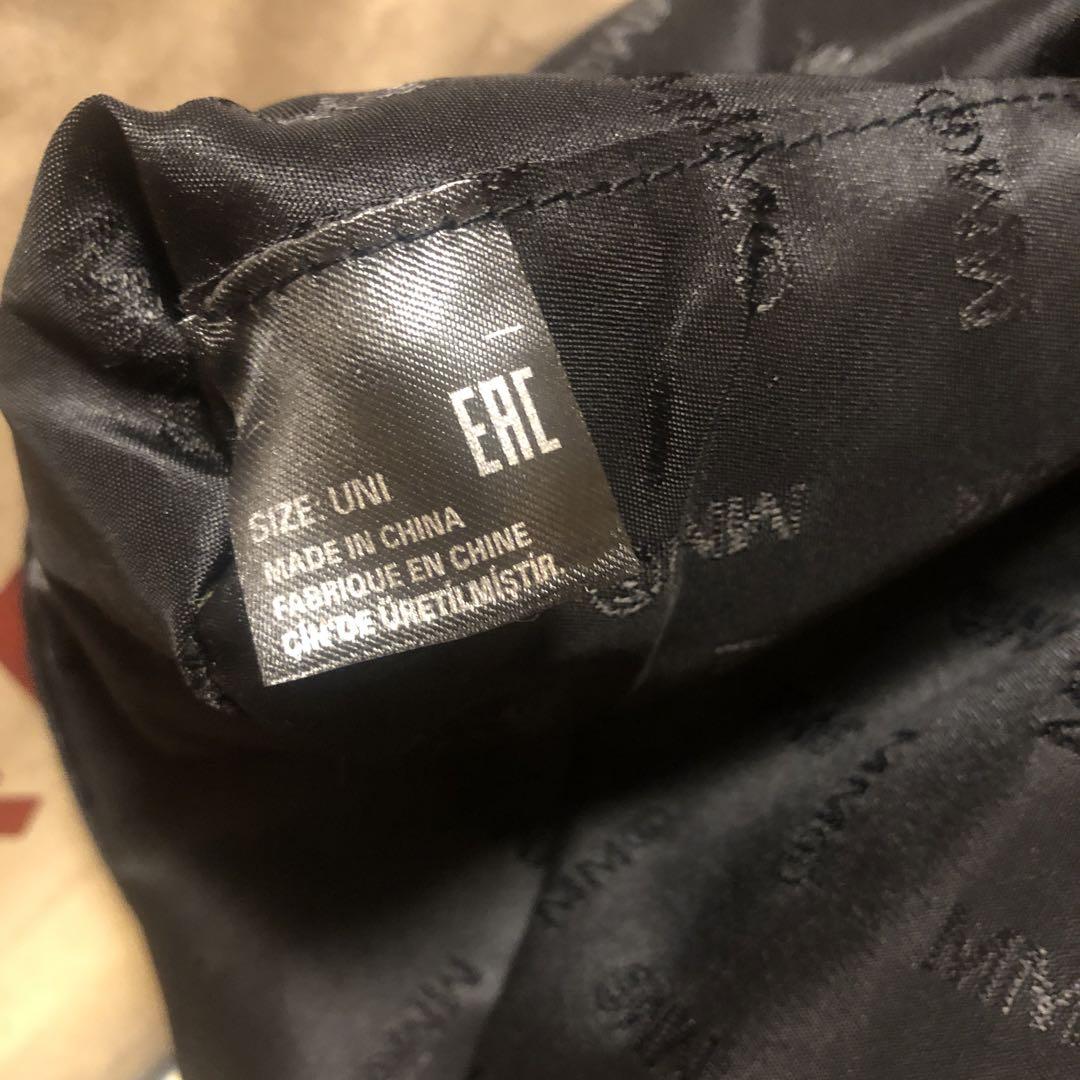 EAC
SIZE: UNI
MADE IN CHINA
FABRIQUE EN CHINE
ÇİN'DE ÜRETİLMİŞTİR.